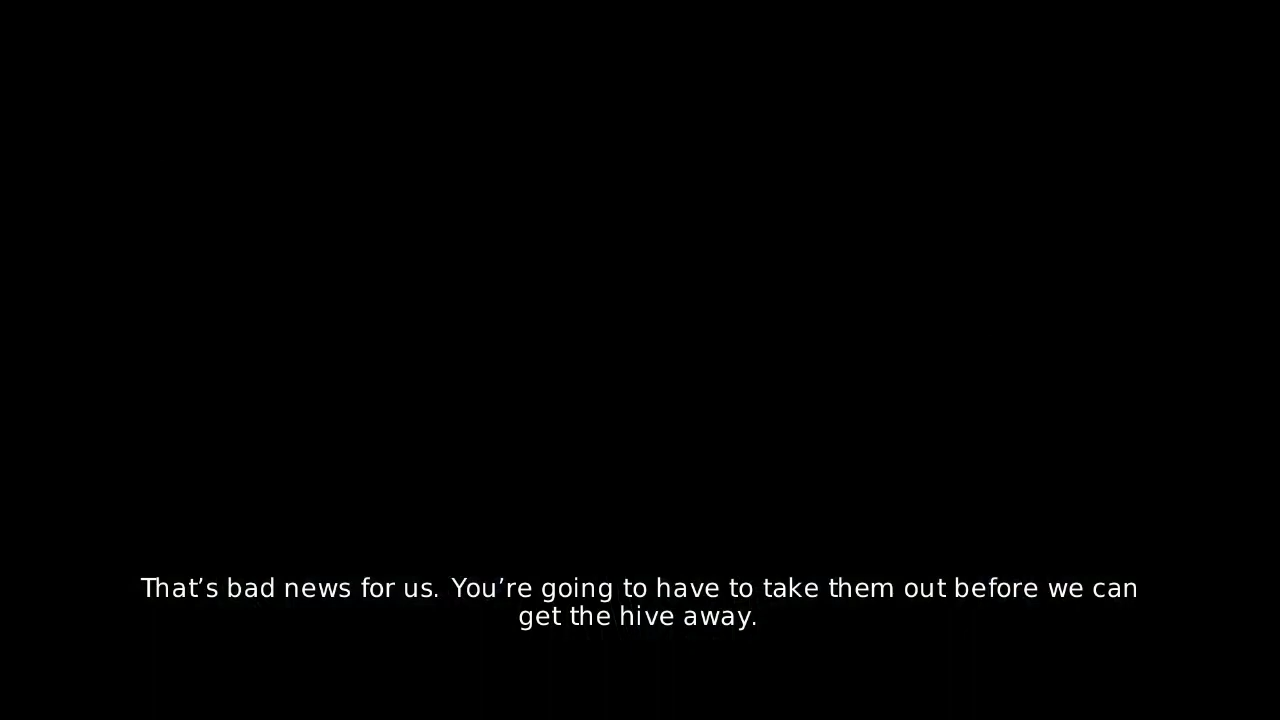 That’s bad news for us. You’re going to have to take them out before we can
get the hive away.